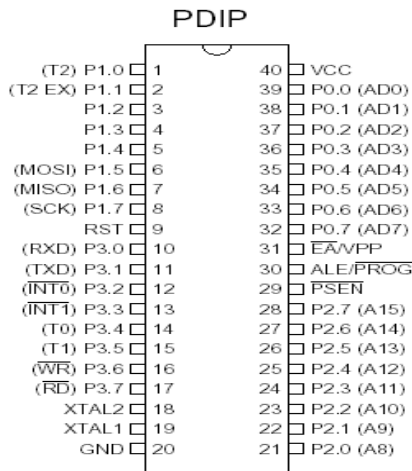 PDIP
(T2) P1.0 1 40 VCC
(T2 EX) P1.1 2 39 P0.0 (AD0)
P1.2 3 38 P0.1 (AD1)
P1.3 4 37 P0.2 (AD2)
P1.4 5 36 P0.3 (AD3)
(MOSI) P1.5 6 35 P0.4 (AD4)
(MISO) P1.6 7 34 P0.5 (AD5)
(SCK) P1.7 8 33 P0.6 (AD6)
RST 9 32 P0.7 (AD7)
(RXD) P3.0 10 31 E̅A̅/VPP
(TXD) P3.1 11 30 ALE/P̅R̅O̅G̅
(I̅N̅T̅0̅) P3.2 12 29 P̅S̅E̅N̅
(I̅N̅T̅1̅) P3.3 13 28 P2.7 (A15)
(T0) P3.4 14 27 P2.6 (A14)
(T1) P3.5 15 26 P2.5 (A13)
(W̅R̅) P3.6 16 25 P2.4 (A12)
(R̅D̅) P3.7 17 24 P2.3 (A11)
XTAL2 18 23 P2.2 (A10)
XTAL1 19 22 P2.1 (A9)
GND 20 21 P2.0 (A8)